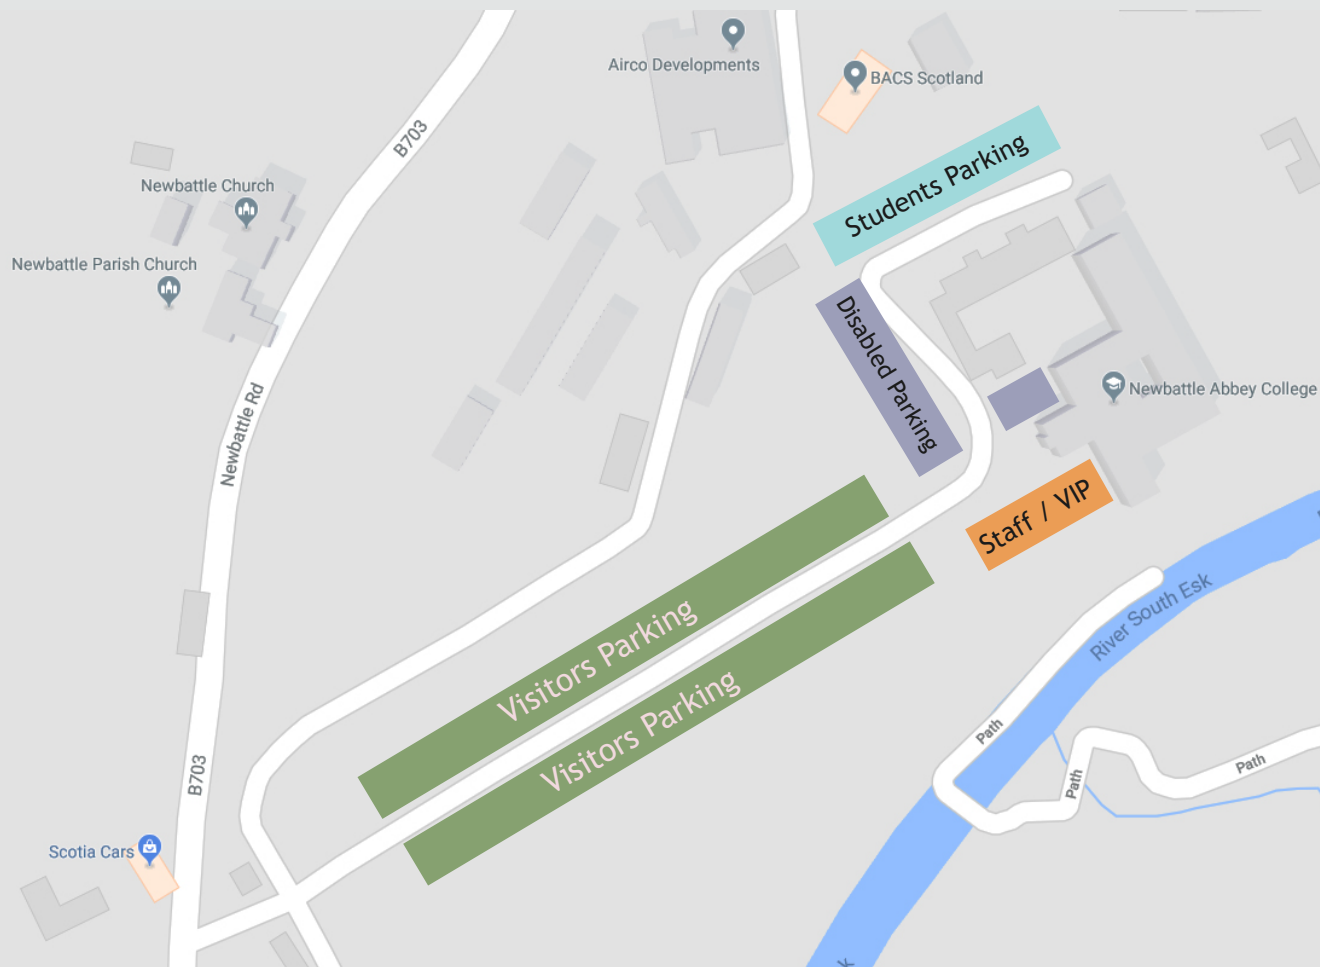 Airco Developments
BACS Scotland
B703
Students Parking
Newbattle Church
Newbattle Parish Church
Disabled Parking
Newbattle Abbey College
Newbattle Rd
Staff / VIP
Visitors Parking
Visitors Parking
River South Esk
Path
Path
Path
B703
Scotia Cars